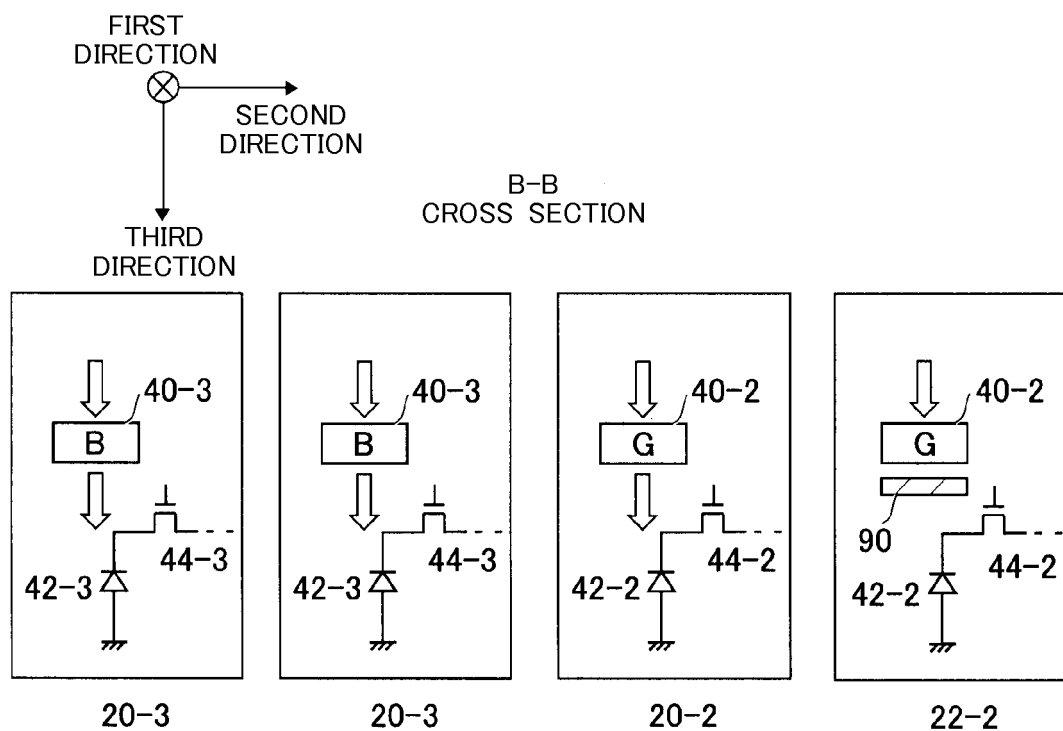 FIRST
DIRECTION
SECOND
DIRECTION
THIRD
DIRECTION
B-B
CROSS SECTION
40-3
B
44-3
42-3
20-3
40-3
B
44-3
42-3
20-3
40-2
G
44-2
42-2
20-2
40-2
G
90
44-2
42-2
22-2